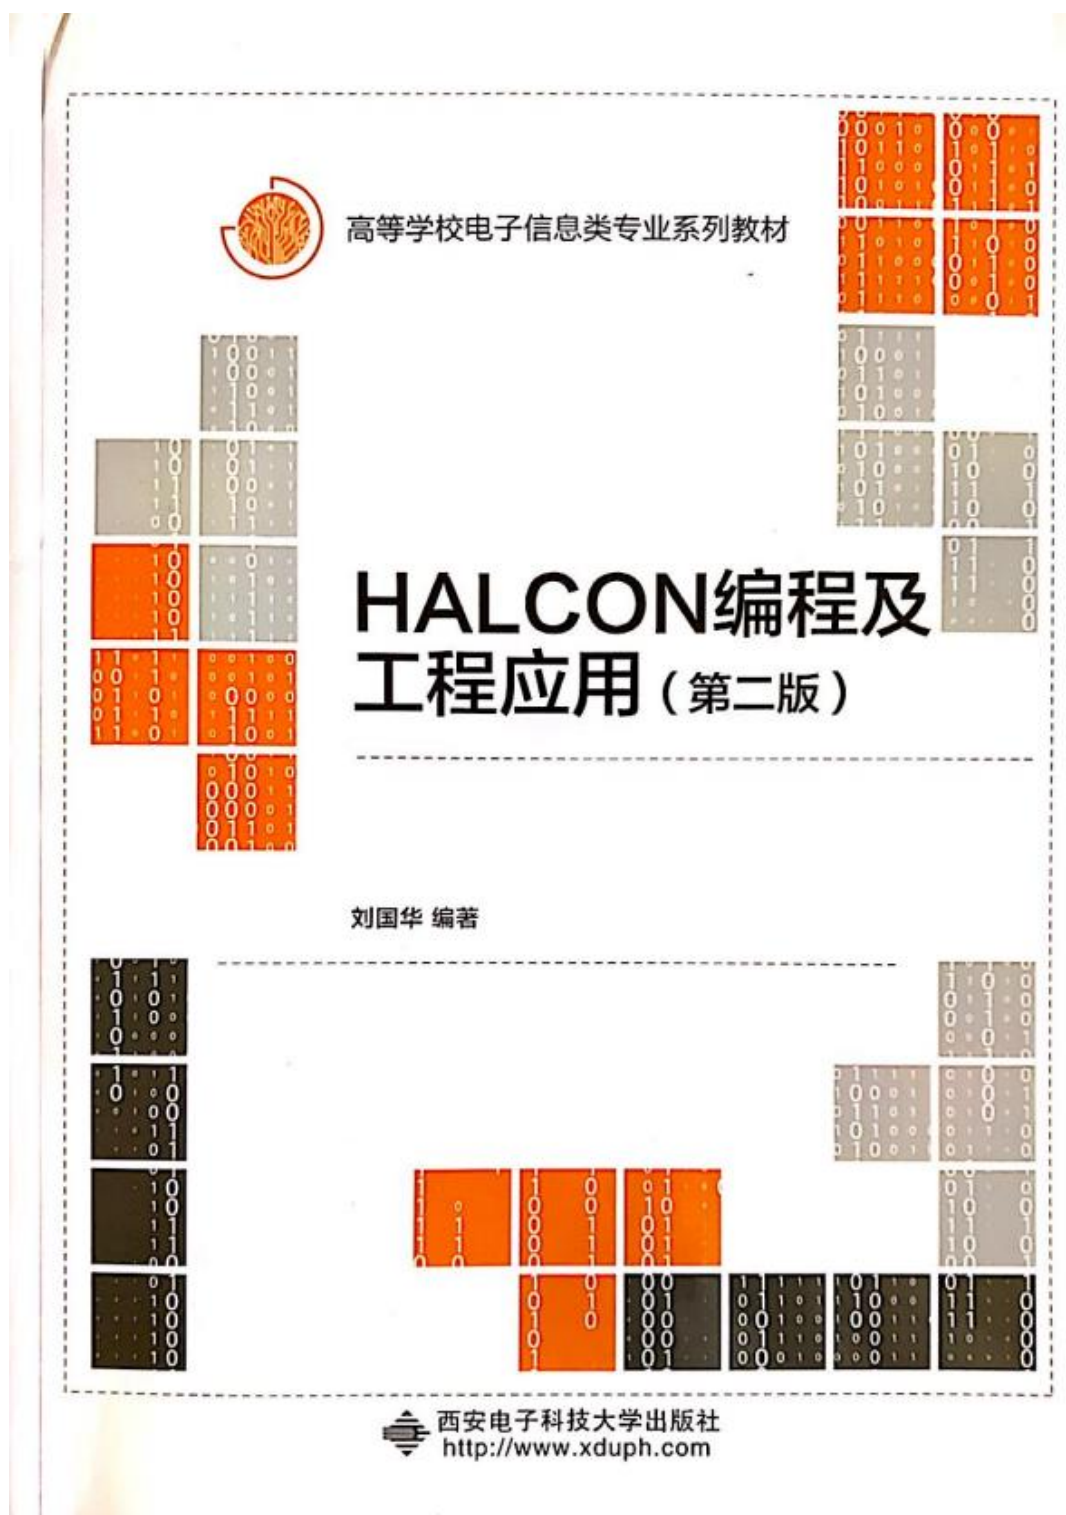 高等学校电子信息类专业系列教材
HALCON编程及
工程应用（第二版）
刘国华 编著
西安电子科技大学出版社
http://www.xduph.com